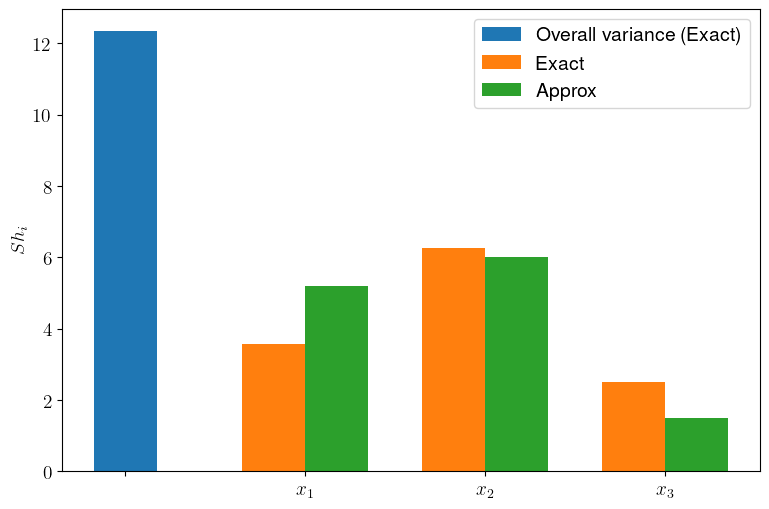 Overall variance (Exact)
Exact
Approx
12
10
8
6
4
2
0
Sh_i
x_1
x_2
x_3